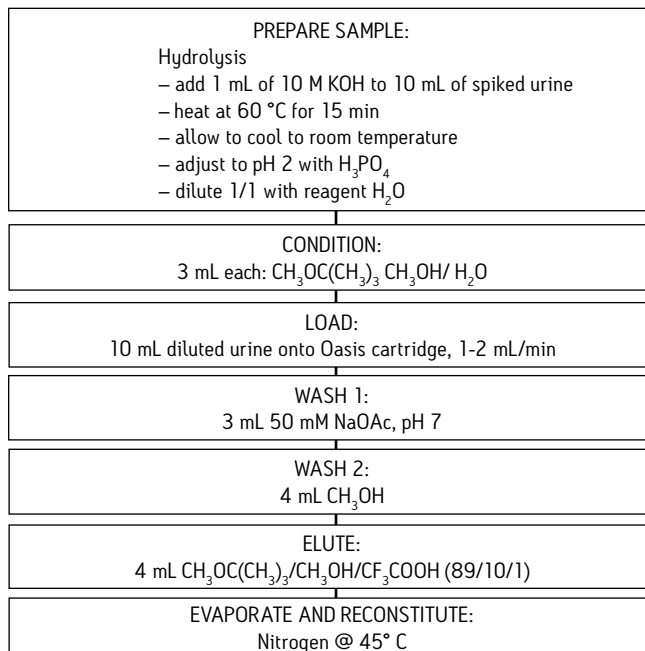 PREPARE SAMPLE:
Hydrolysis
– add 1 mL of 10 M KOH to 10 mL of spiked urine
– heat at 60 °C for 15 min
– allow to cool to room temperature
– adjust to pH 2 with H₃PO₄
– dilute 1/1 with reagent H₂O
CONDITION:
3 mL each: CH₃OC(CH₃)₃ CH₃OH/ H₂O
LOAD:
10 mL diluted urine onto Oasis cartridge, 1-2 mL/min
WASH 1:
3 mL 50 mM NaOAc, pH 7
WASH 2:
4 mL CH₃OH
ELUTE:
4 mL CH₃OC(CH₃)₃/CH₃OH/CF₃COOH (89/10/1)
EVAPORATE AND RECONSTITUTE:
Nitrogen @ 45° C